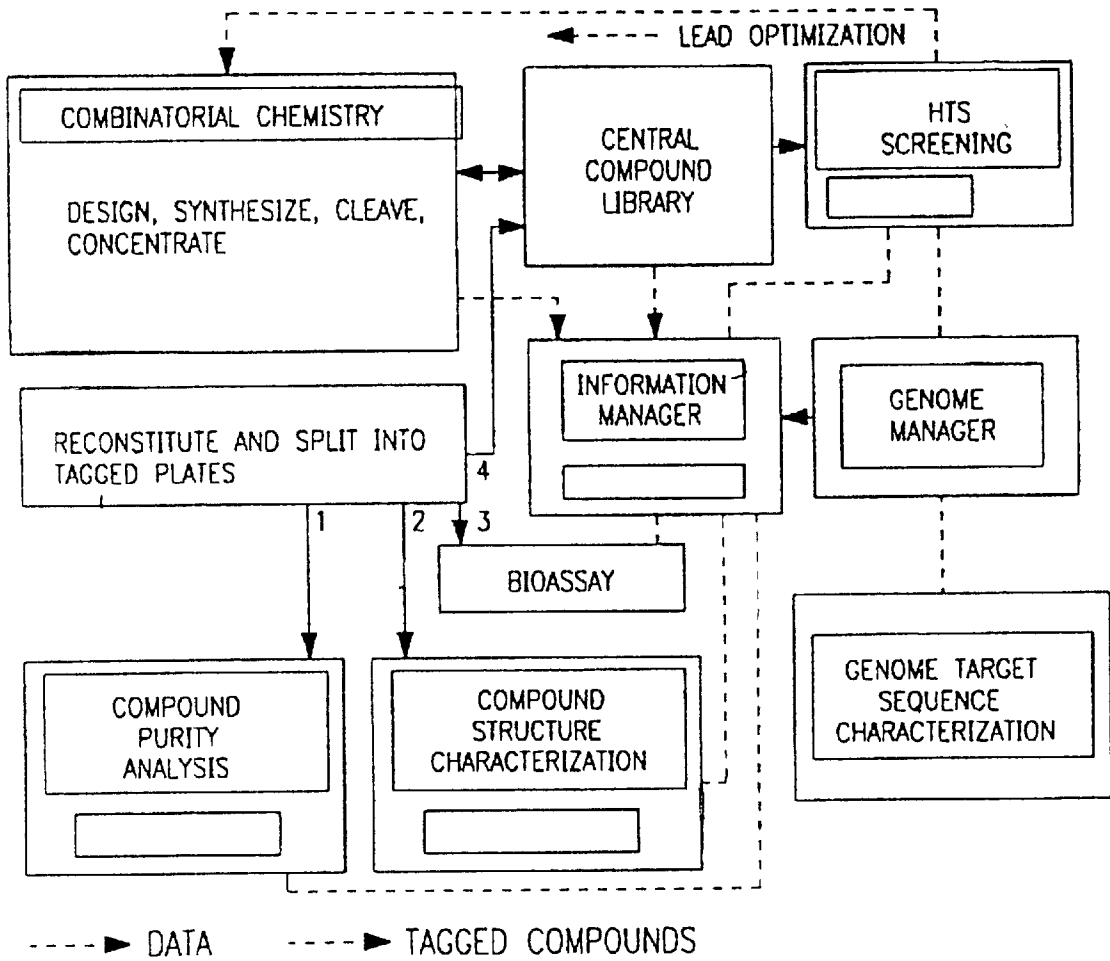 LEAD OPTIMIZATION
COMBINATORIAL CHEMISTRY
DESIGN, SYNTHESIZE, CLEAVE,
CONCENTRATE
CENTRAL
COMPOUND
LIBRARY
HTS
SCREENING
INFORMATION
MANAGER
GENOME
MANAGER
RECONSTITUTE AND SPLIT INTO
TAGGED PLATES
4
1
2
3
BIOASSAY
COMPOUND
PURITY
ANALYSIS
COMPOUND
STRUCTURE
CHARACTERIZATION
GENOME TARGET
SEQUENCE
CHARACTERIZATION
DATA
TAGGED COMPOUNDS